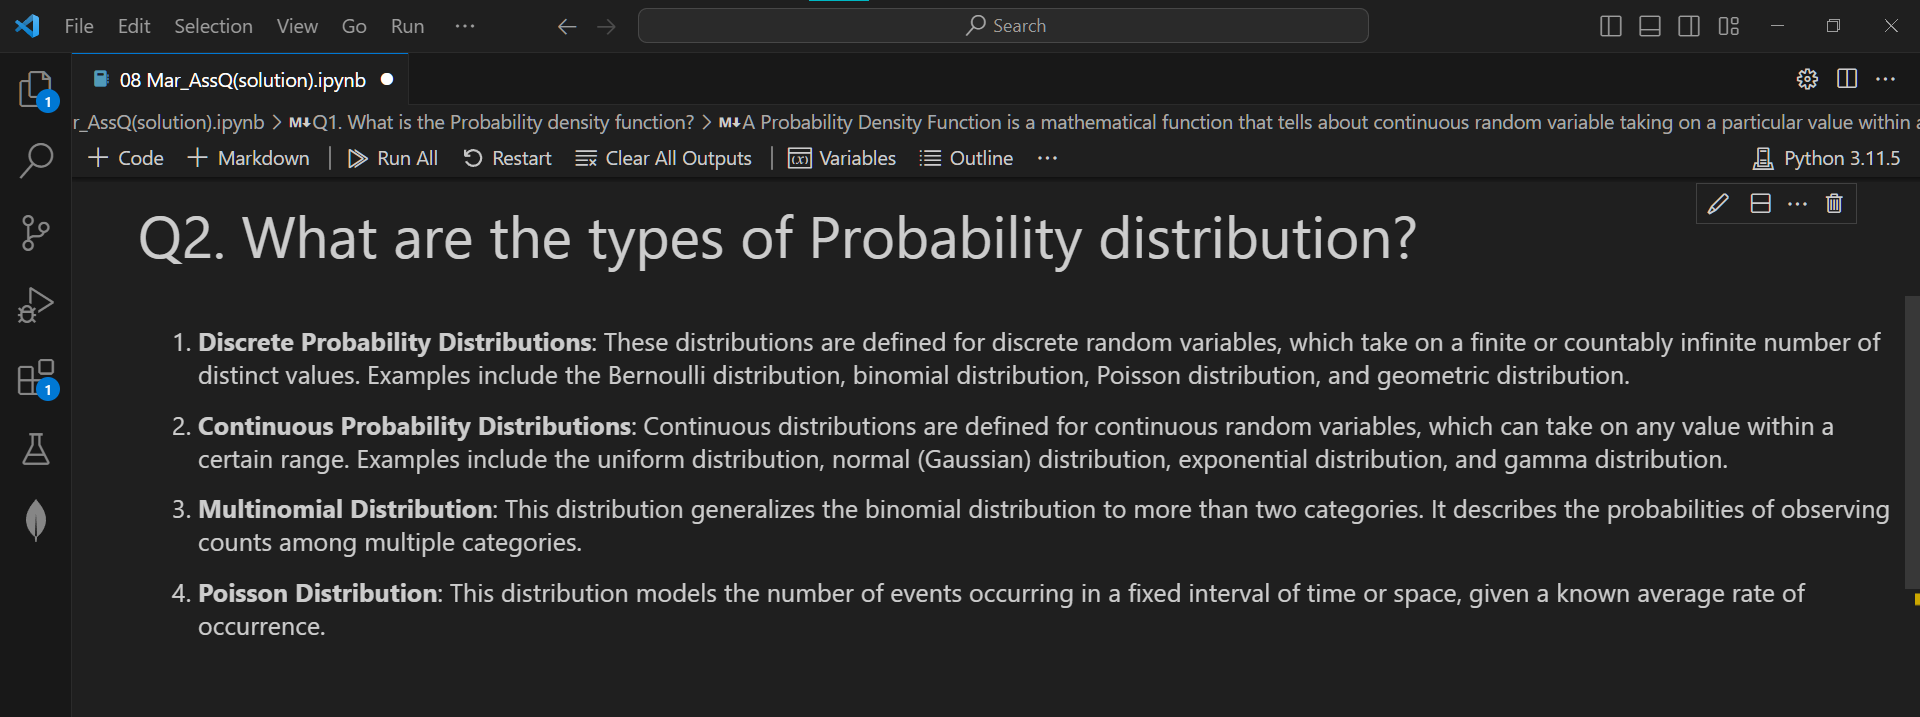 File Edit Selection View Go Run ··· Search
08 Mar_AssQ(solution).ipynb
r_AssQ(solution).ipynb > M↓Q1. What is the Probability density function? > M↓A Probability Density Function is a mathematical function that tells about continuous random variable taking on a particular value within a
+ Code + Markdown | Run All Restart Clear All Outputs | Variables Outline ··· Python 3.11.5
1
Q2. What are the types of Probability distribution?
1. Discrete Probability Distributions: These distributions are defined for discrete random variables, which take on a finite or countably infinite number of
distinct values. Examples include the Bernoulli distribution, binomial distribution, Poisson distribution, and geometric distribution.
1
2. Continuous Probability Distributions: Continuous distributions are defined for continuous random variables, which can take on any value within a
certain range. Examples include the uniform distribution, normal (Gaussian) distribution, exponential distribution, and gamma distribution.
3. Multinomial Distribution: This distribution generalizes the binomial distribution to more than two categories. It describes the probabilities of observing
counts among multiple categories.
4. Poisson Distribution: This distribution models the number of events occurring in a fixed interval of time or space, given a known average rate of
occurrence.